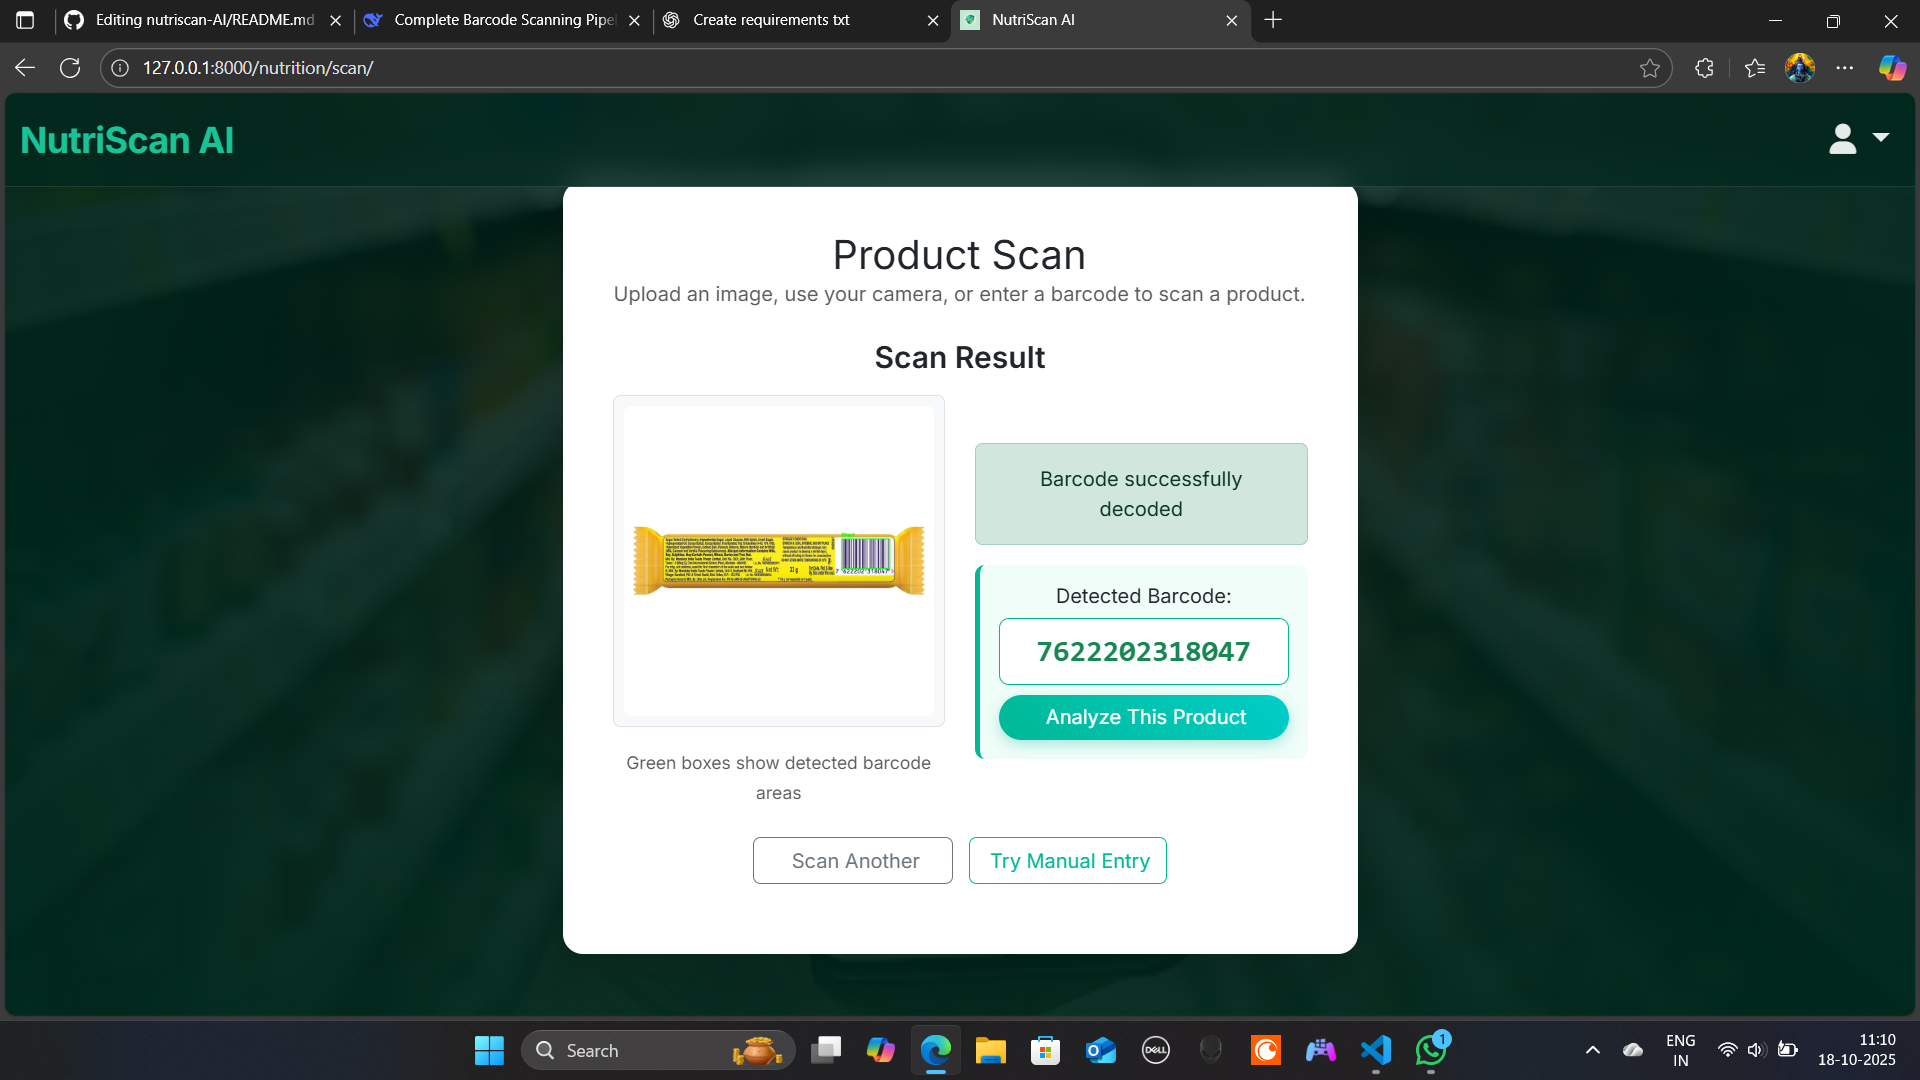 Editing nutriscan-AI/README.md
Complete Barcode Scanning Pipel
Create requirements txt
NutriScan AI
127.0.0.1:8000/nutrition/scan/
NutriScan AI
Product Scan
Upload an image, use your camera, or enter a barcode to scan a product.
Scan Result
Barcode successfully
decoded
Detected Barcode:
7622202318047
Analyze This Product
Green boxes show detected barcode
areas
Scan Another
Try Manual Entry
Search
DELL
1
ENG
IN
11:10
18-10-2025